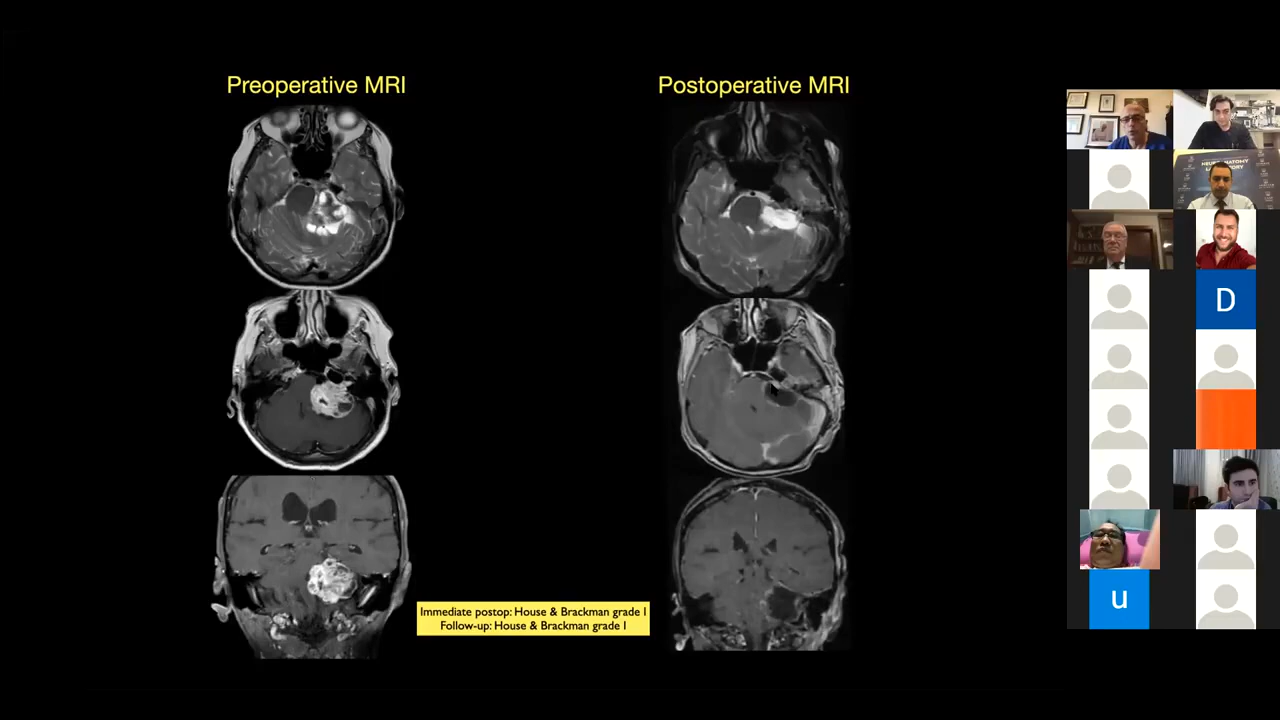 Preoperative MRI
Postoperative MRI
Immediate postop: House & Brackman grade I
Follow-up: House & Brackman grade I
D
u